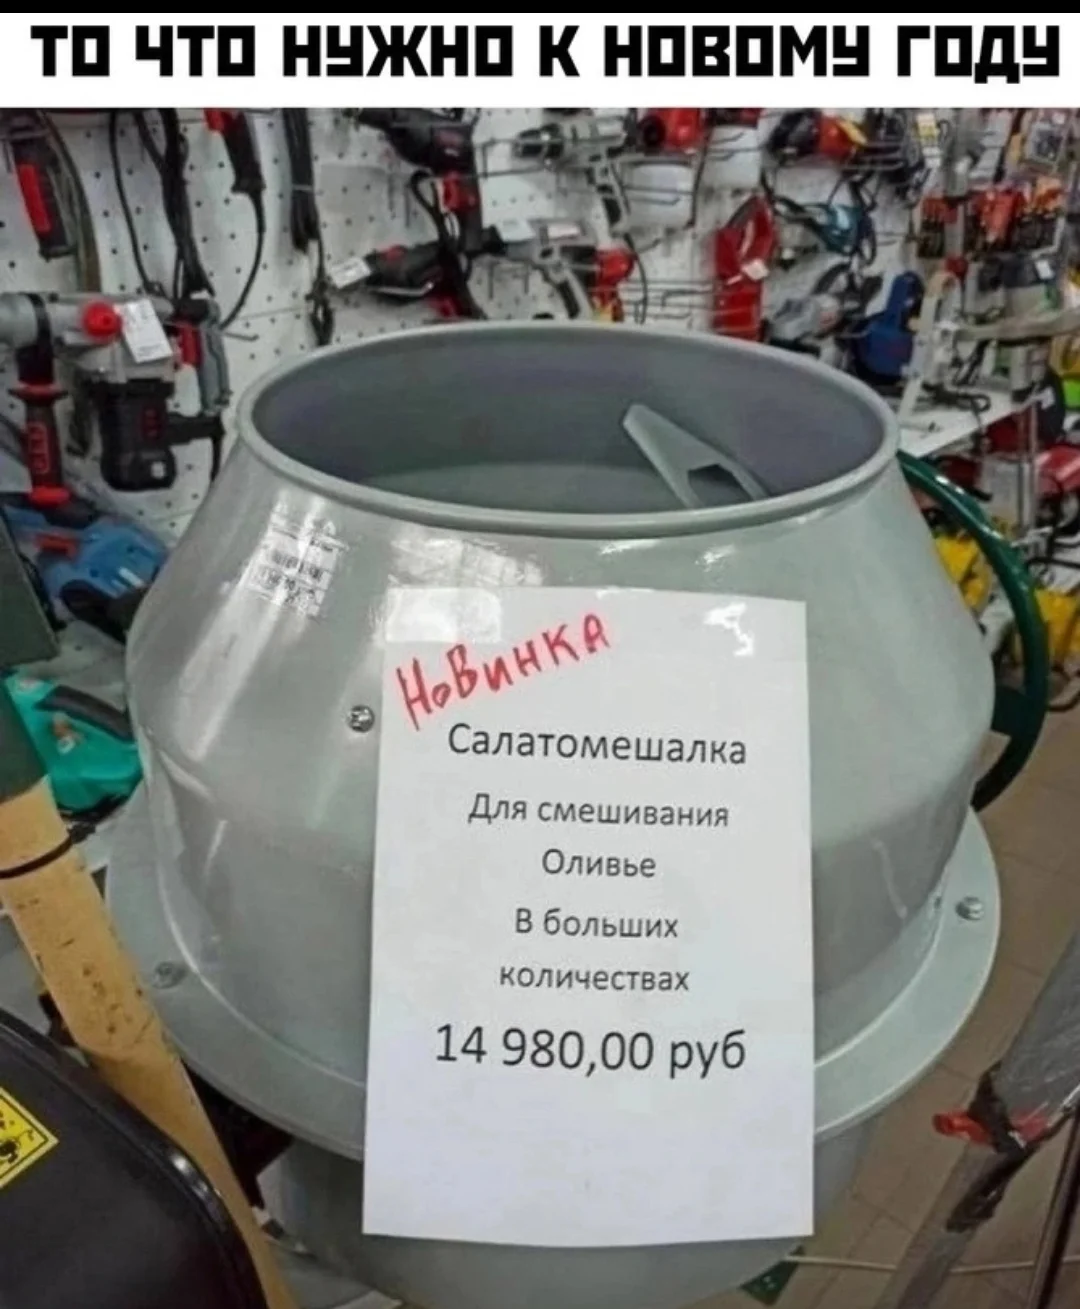 ТО ЧТО НУЖНО К НОВОМУ ГОДУ
Новинка
Салатомешалка
Для смешивания
Оливье
В больших
количествах
14 980,00 руб